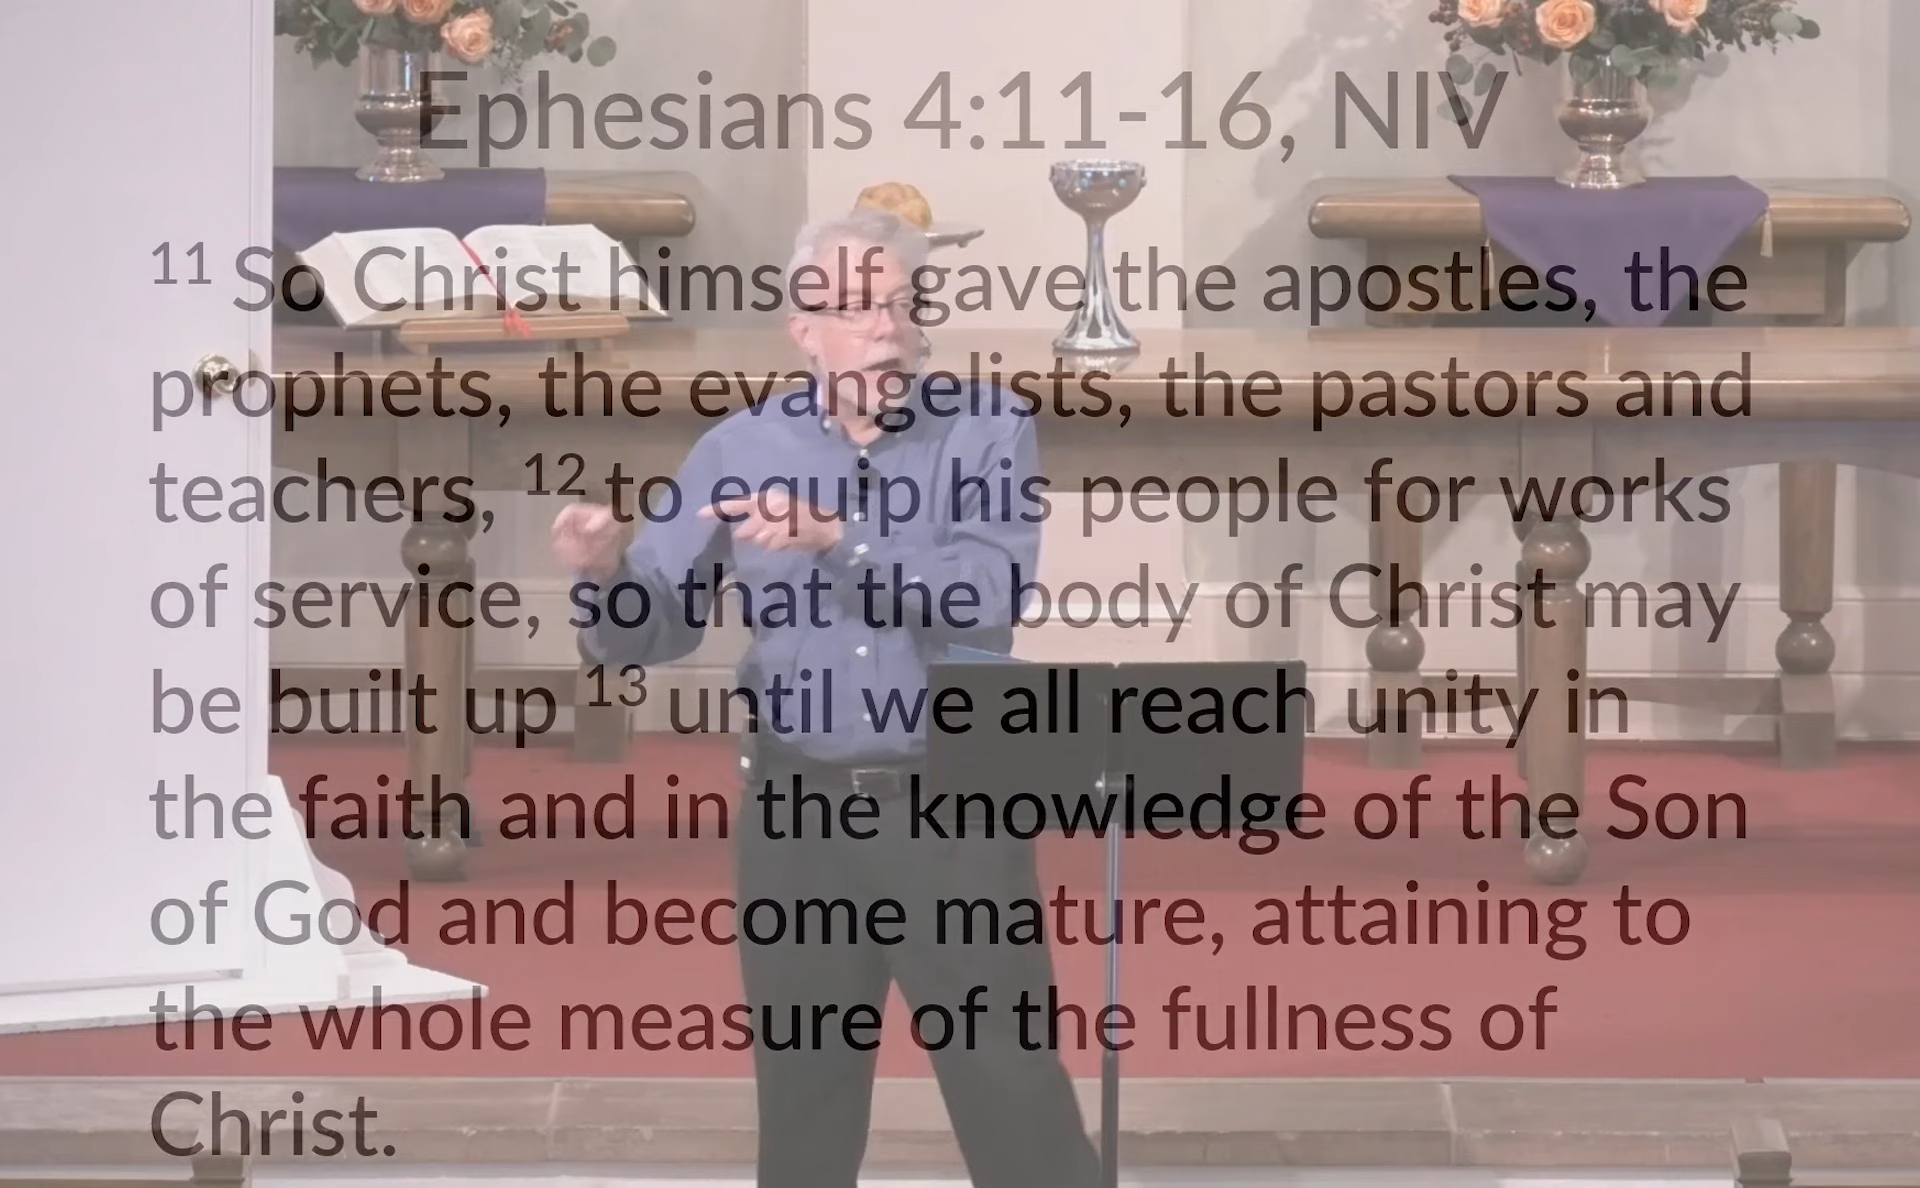 Ephesians 4:11-16, NIV
11 So Christ himself gave the apostles, the
prophets, the evangelists, the pastors and
teachers, 12 to equip his people for works
of service, so that the body of Christ may
be built up 13 until we all reach unity in
the faith and in the knowledge of the Son
of God and become mature, attaining to
the whole measure of the fullness of
Christ.